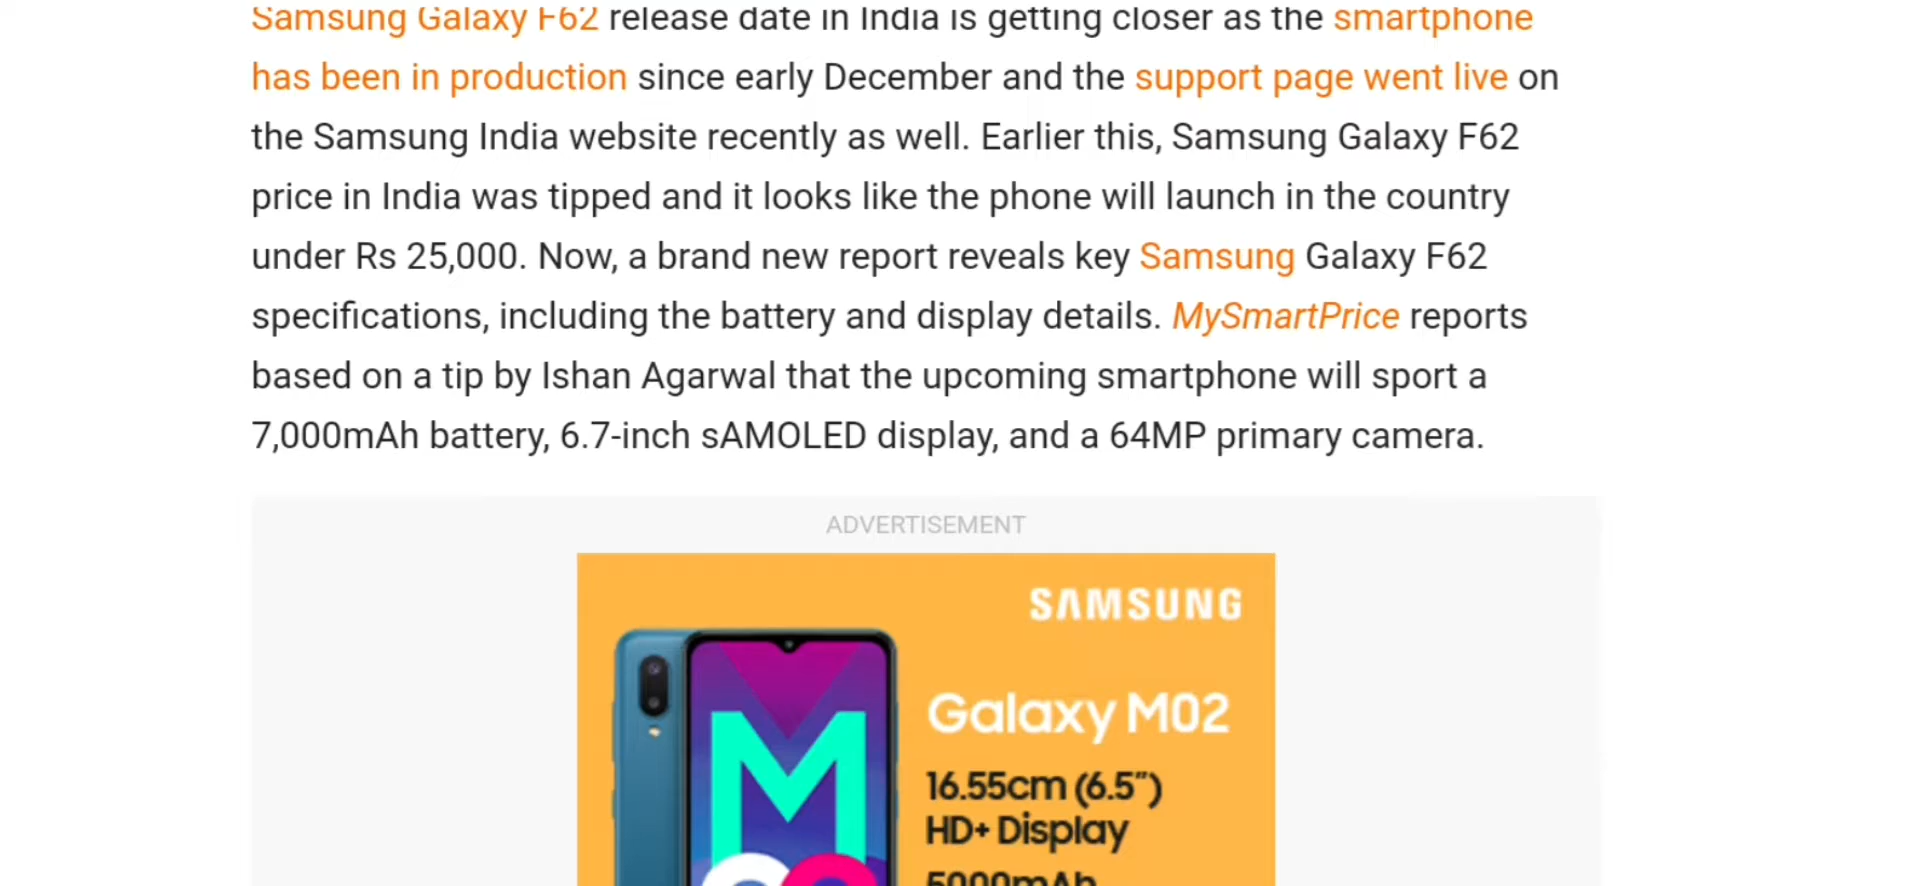 Samsung Galaxy F62 release date in India is getting closer as the smartphone
has been in production since early December and the support page went live on
the Samsung India website recently as well. Earlier this, Samsung Galaxy F62
price in India was tipped and it looks like the phone will launch in the country
under Rs 25,000. Now, a brand new report reveals key Samsung Galaxy F62
specifications, including the battery and display details. MySmartPrice reports
based on a tip by Ishan Agarwal that the upcoming smartphone will sport a
7,000mAh battery, 6.7-inch sAMOLED display, and a 64MP primary camera.
ADVERTISEMENT
SAMSUNG
Galaxy M02
16.55cm (6.5")
HD+ Display
5000mAh
M